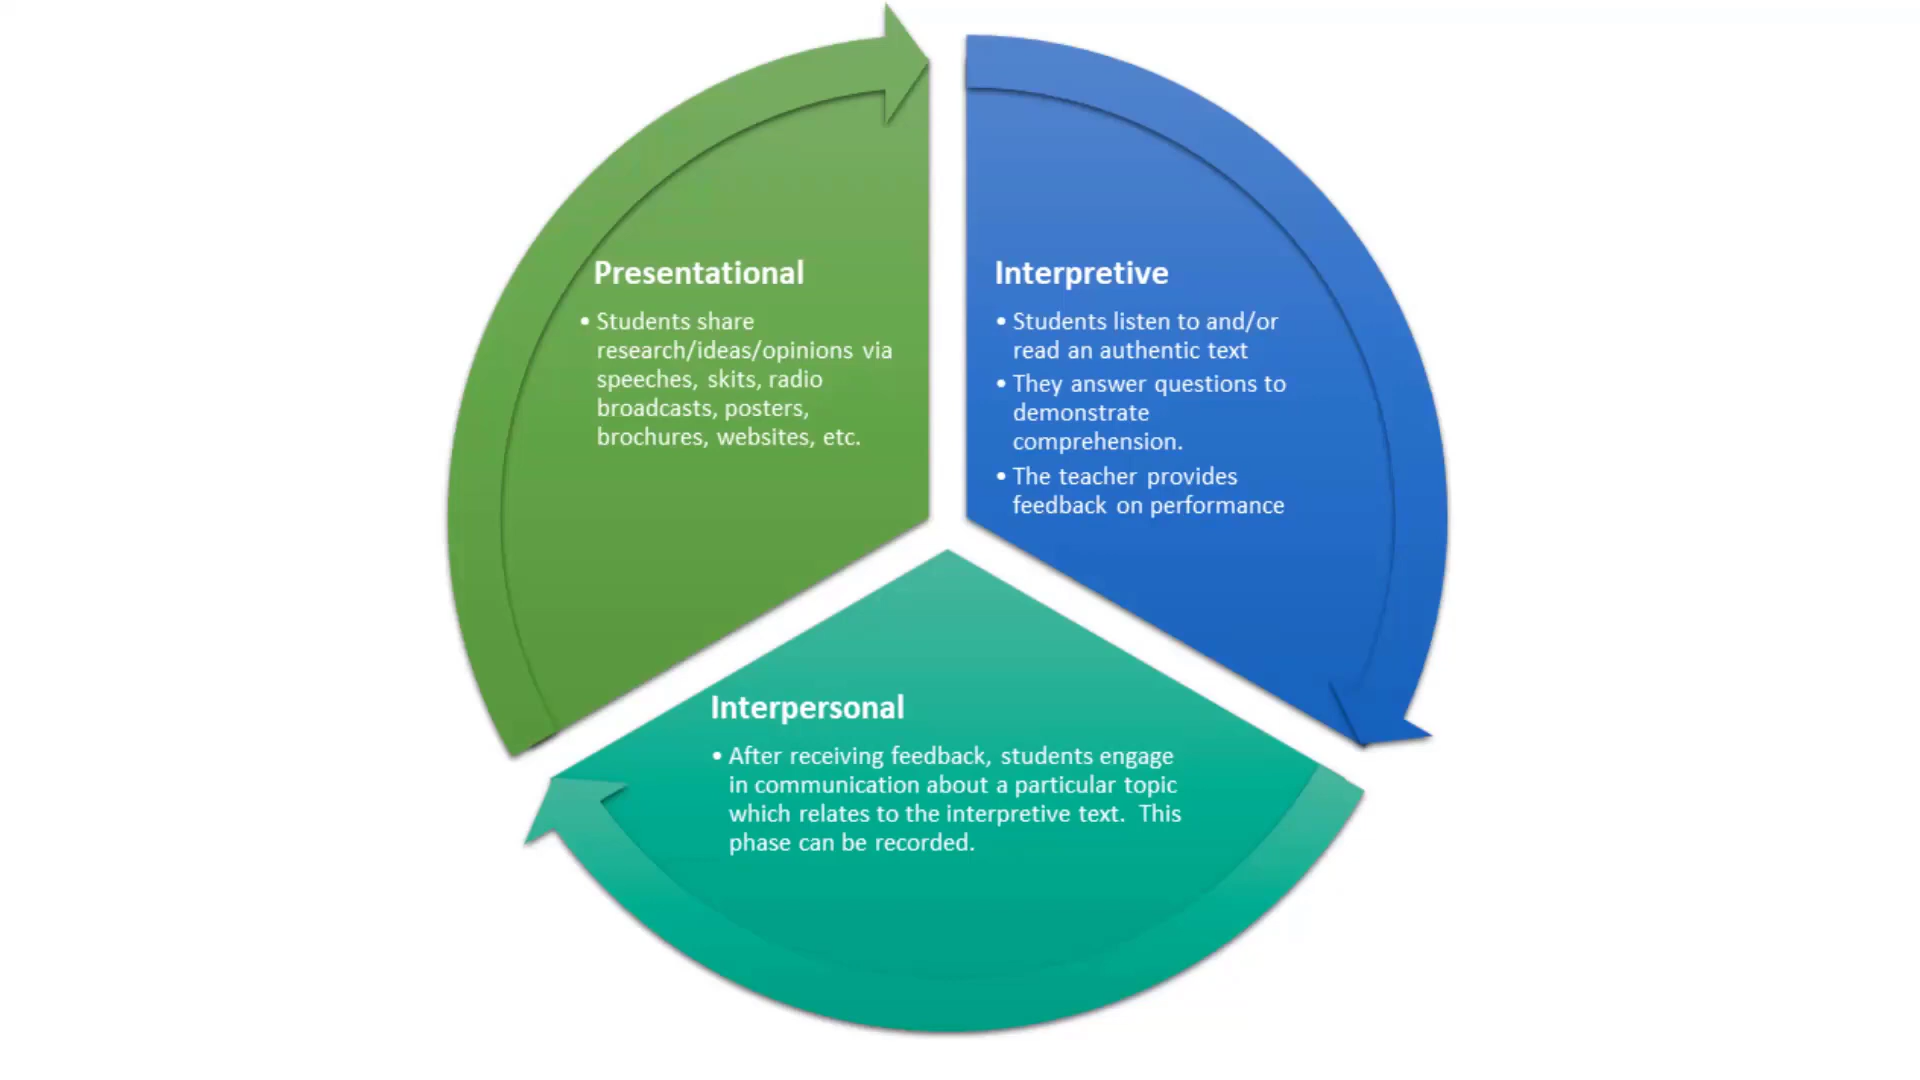 Presentational
• Students share
research/ideas/opinions via
speeches, skits, radio
broadcasts, posters,
brochures, websites, etc.
Interpretive
• Students listen to and/or
read an authentic text
• They answer questions to
demonstrate
comprehension.
• The teacher provides
feedback on performance
Interpersonal
• After receiving feedback, students engage
in communication about a particular topic
which relates to the interpretive text.  This
phase can be recorded.